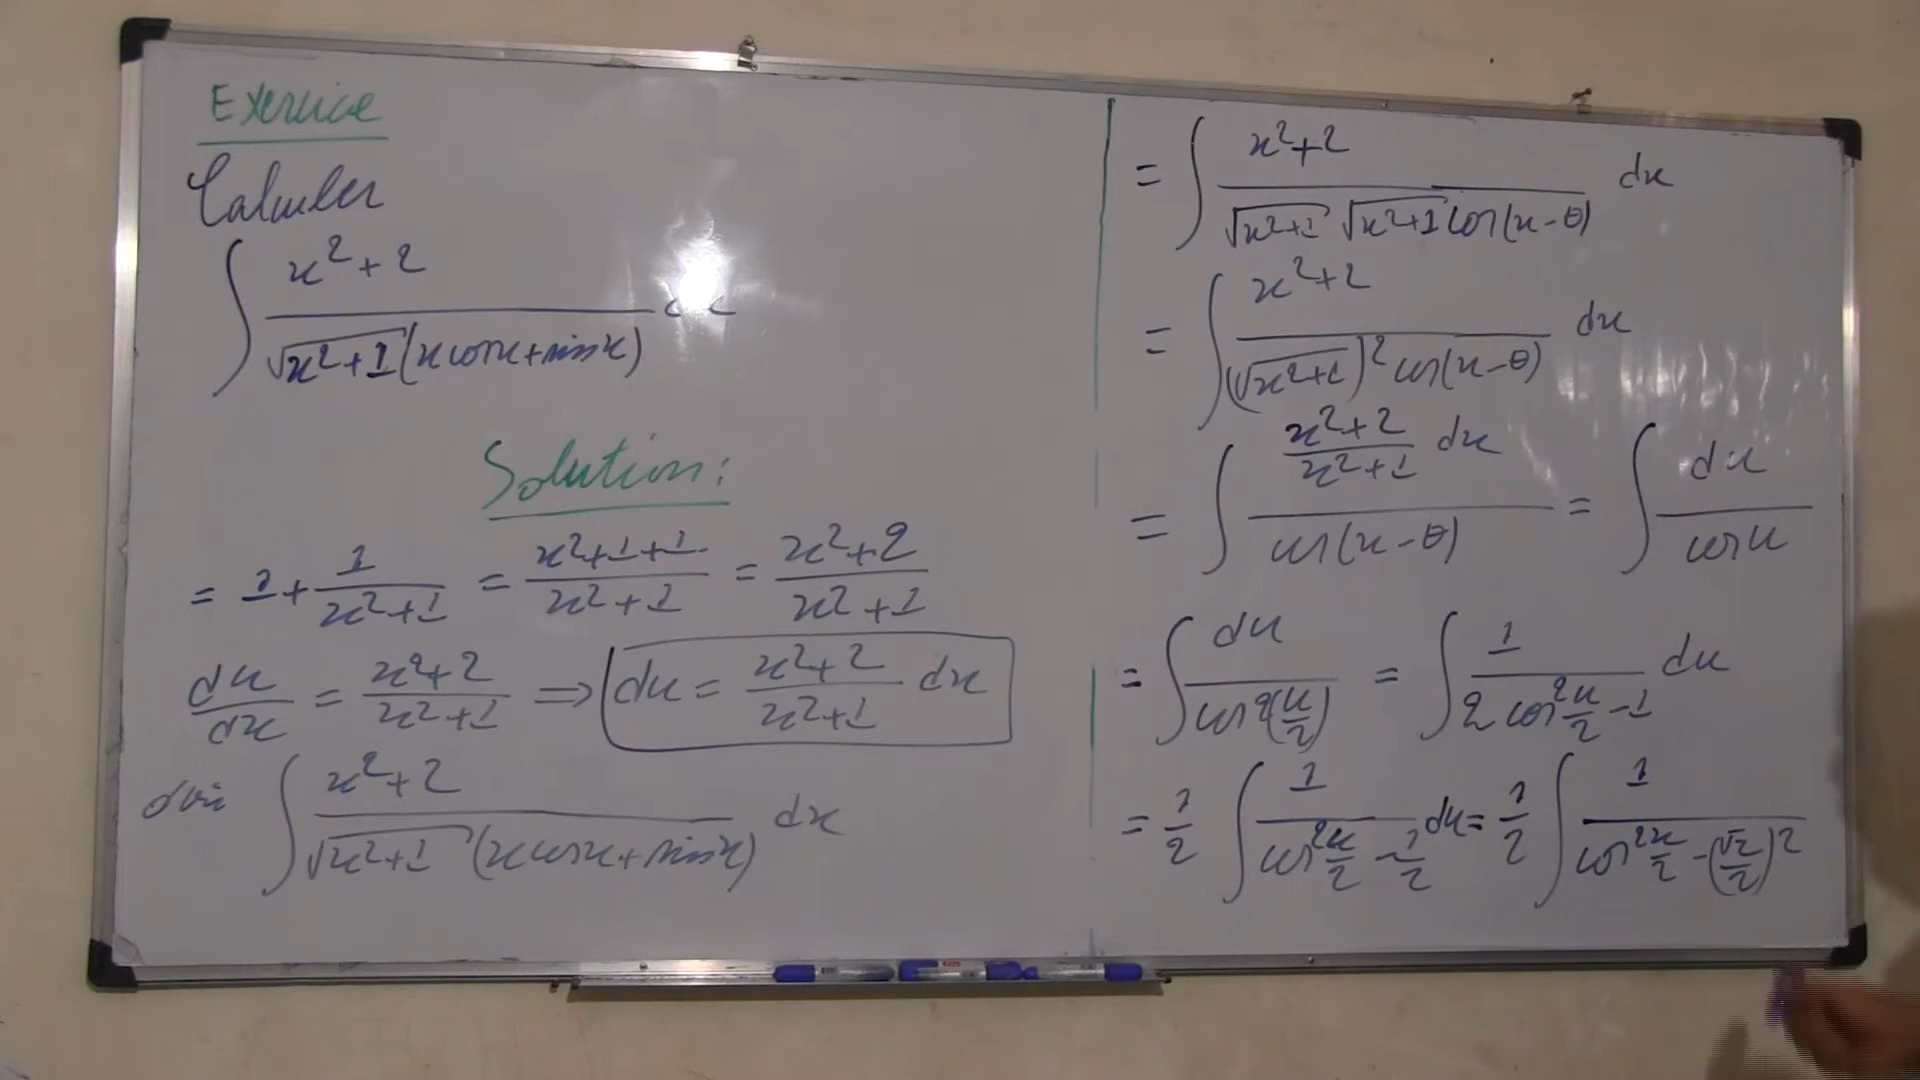 Exercice
Calculer
∫ (x²+2)/(√(x²+1) (x cos x + sin x)) dx
Solution:
= 1 + 1/(x²+1) = (x²+1+1)/(x²+1) = (x²+2)/(x²+1)
du/dx = (x²+2)/(x²+1) ⇒ du = (x²+2)/(x²+1) dx
∫ (x²+2)/(√(x²+1) (x cos x + sin x)) dx
= ∫ (x²+2)/(√(x²+1) √(x²+1) cos(x-θ)) dx
= ∫ (x²+2)/((√(x²+1))² cos(x-θ)) dx
= ∫ ((x²+2)/(x²+1) dx)/(cos(x-θ)) = ∫ du/cos u
= ∫ du/(cos 2(u/2)) = ∫ 1/(2 cos² u/2 - 1) du
= 1/2 ∫ 1/(cos² u/2 - 1/2) du = 1/2 ∫ 1/(cos² u/2 - (√2/2)²)